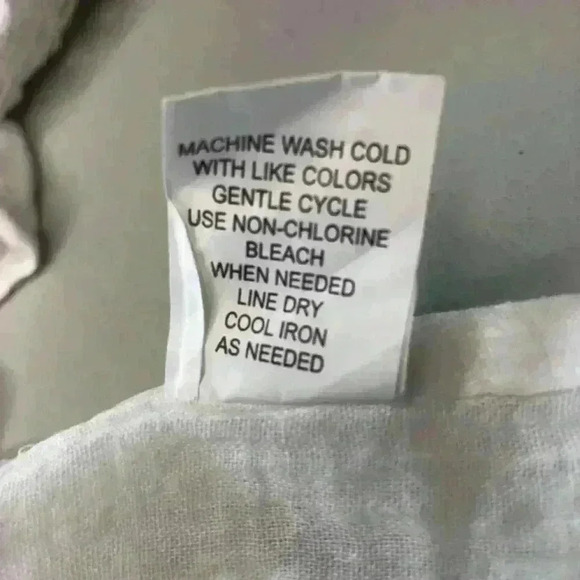 MACHINE WASH COLD
WITH LIKE COLORS
GENTLE CYCLE
USE NON-CHLORINE
BLEACH
WHEN NEEDED
LINE DRY
COOL IRON
AS NEEDED